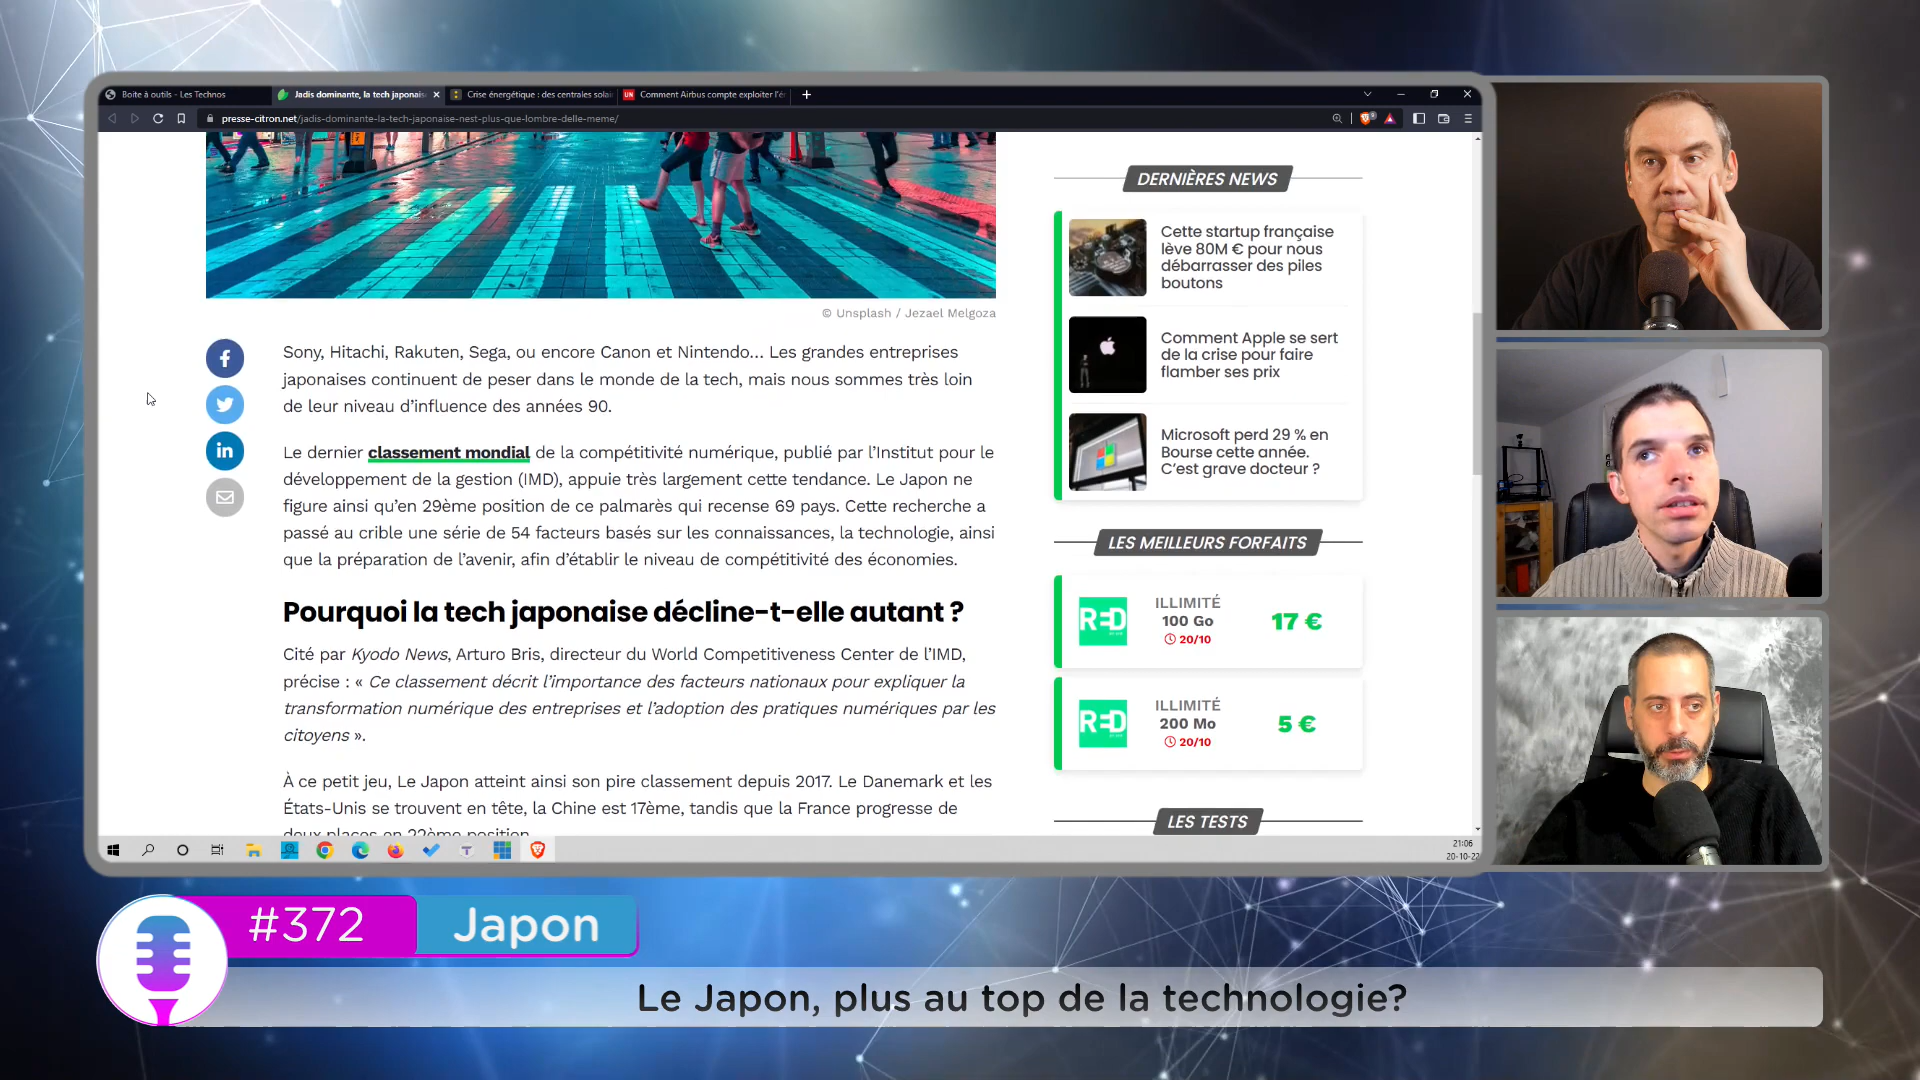 Boite à outils - Les Technos
Jadis dominante, la tech japonais
Crise énergétique : des centrales solai
UN
Comment Airbus compte exploiter l'é
presse-citron.net/jadis-dominante-la-tech-japonaise-nest-plus-que-lombre-delle-meme/
© Unsplash / Jezael Melgoza
Sony, Hitachi, Rakuten, Sega, ou encore Canon et Nintendo… Les grandes entreprises
japonaises continuent de peser dans le monde de la tech, mais nous sommes très loin
de leur niveau d'influence des années 90.
Le dernier classement mondial de la compétitivité numérique, publié par l'Institut pour le
développement de la gestion (IMD), appuie très largement cette tendance. Le Japon ne
figure ainsi qu'en 29ème position de ce palmarès qui recense 69 pays. Cette recherche a
passé au crible une série de 54 facteurs basés sur les connaissances, la technologie, ainsi
que la préparation de l'avenir, afin d'établir le niveau de compétitivité des économies.
Pourquoi la tech japonaise décline-t-elle autant ?
Cité par Kyodo News, Arturo Bris, directeur du World Competitiveness Center de l'IMD,
précise : « Ce classement décrit l'importance des facteurs nationaux pour expliquer la
transformation numérique des entreprises et l'adoption des pratiques numériques par les
citoyens ».
À ce petit jeu, Le Japon atteint ainsi son pire classement depuis 2017. Le Danemark et les
États-Unis se trouvent en tête, la Chine est 17ème, tandis que la France progresse de
deux places en 22ème position
DERNIÈRES NEWS
Cette startup française
lève 80M € pour nous
débarrasser des piles
boutons
Comment Apple se sert
de la crise pour faire
flamber ses prix
Microsoft perd 29 % en
Bourse cette année.
C'est grave docteur ?
LES MEILLEURS FORFAITS
RED
ILLIMITÉ
100 Go
20/10
17 €
RED
ILLIMITÉ
200 Mo
20/10
5 €
LES TESTS
21:06
20-10-22
#372
Japon
Le Japon, plus au top de la technologie?